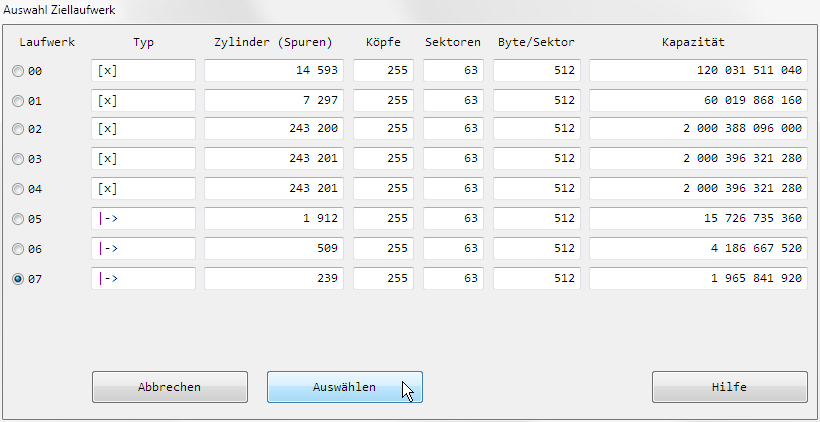 Auswahl Ziellaufwerk
Laufwerk Typ Zylinder (Spuren) Köpfe Sektoren Byte/Sektor Kapazität
00 [x] 14 593 255 63 512 120 031 511 040
01 [x] 7 297 255 63 512 60 019 868 160
02 [x] 243 200 255 63 512 2 000 388 096 000
03 [x] 243 201 255 63 512 2 000 396 321 280
04 [x] 243 201 255 63 512 2 000 396 321 280
05 |-> 1 912 255 63 512 15 726 735 360
06 |-> 509 255 63 512 4 186 667 520
07 |-> 239 255 63 512 1 965 841 920
Abbrechen Auswählen Hilfe